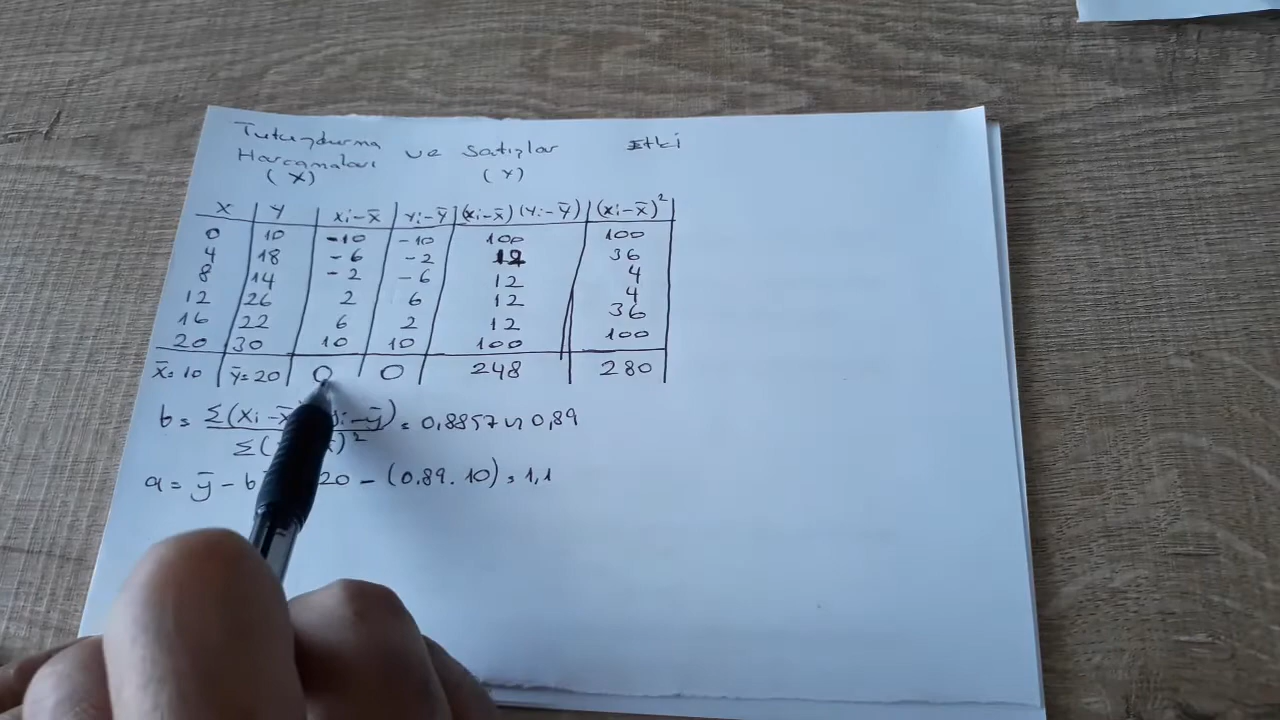 Tutundurma
Harcamaları ve Satışlar Etki
(X) (Y)
X Y xi-x̄ Yi-Ȳ (xi-x̄)(Yi-Ȳ) (xi-x̄)²
0 10 -10 -10 100 100
4 18 -6 -2 12 36
8 14 -2 -6 12 4
12 26 2 6 12 4
16 22 6 2 12 36
20 30 10 10 100 100
x̄=10 Ȳ=20 0 0 248 280
b = Σ(xi-x̄ yi-ȳ) = 0,8857 ≈ 0,89
Σ( x̄)²
a = ȳ - b 20 - (0.89. 10) = 1,1